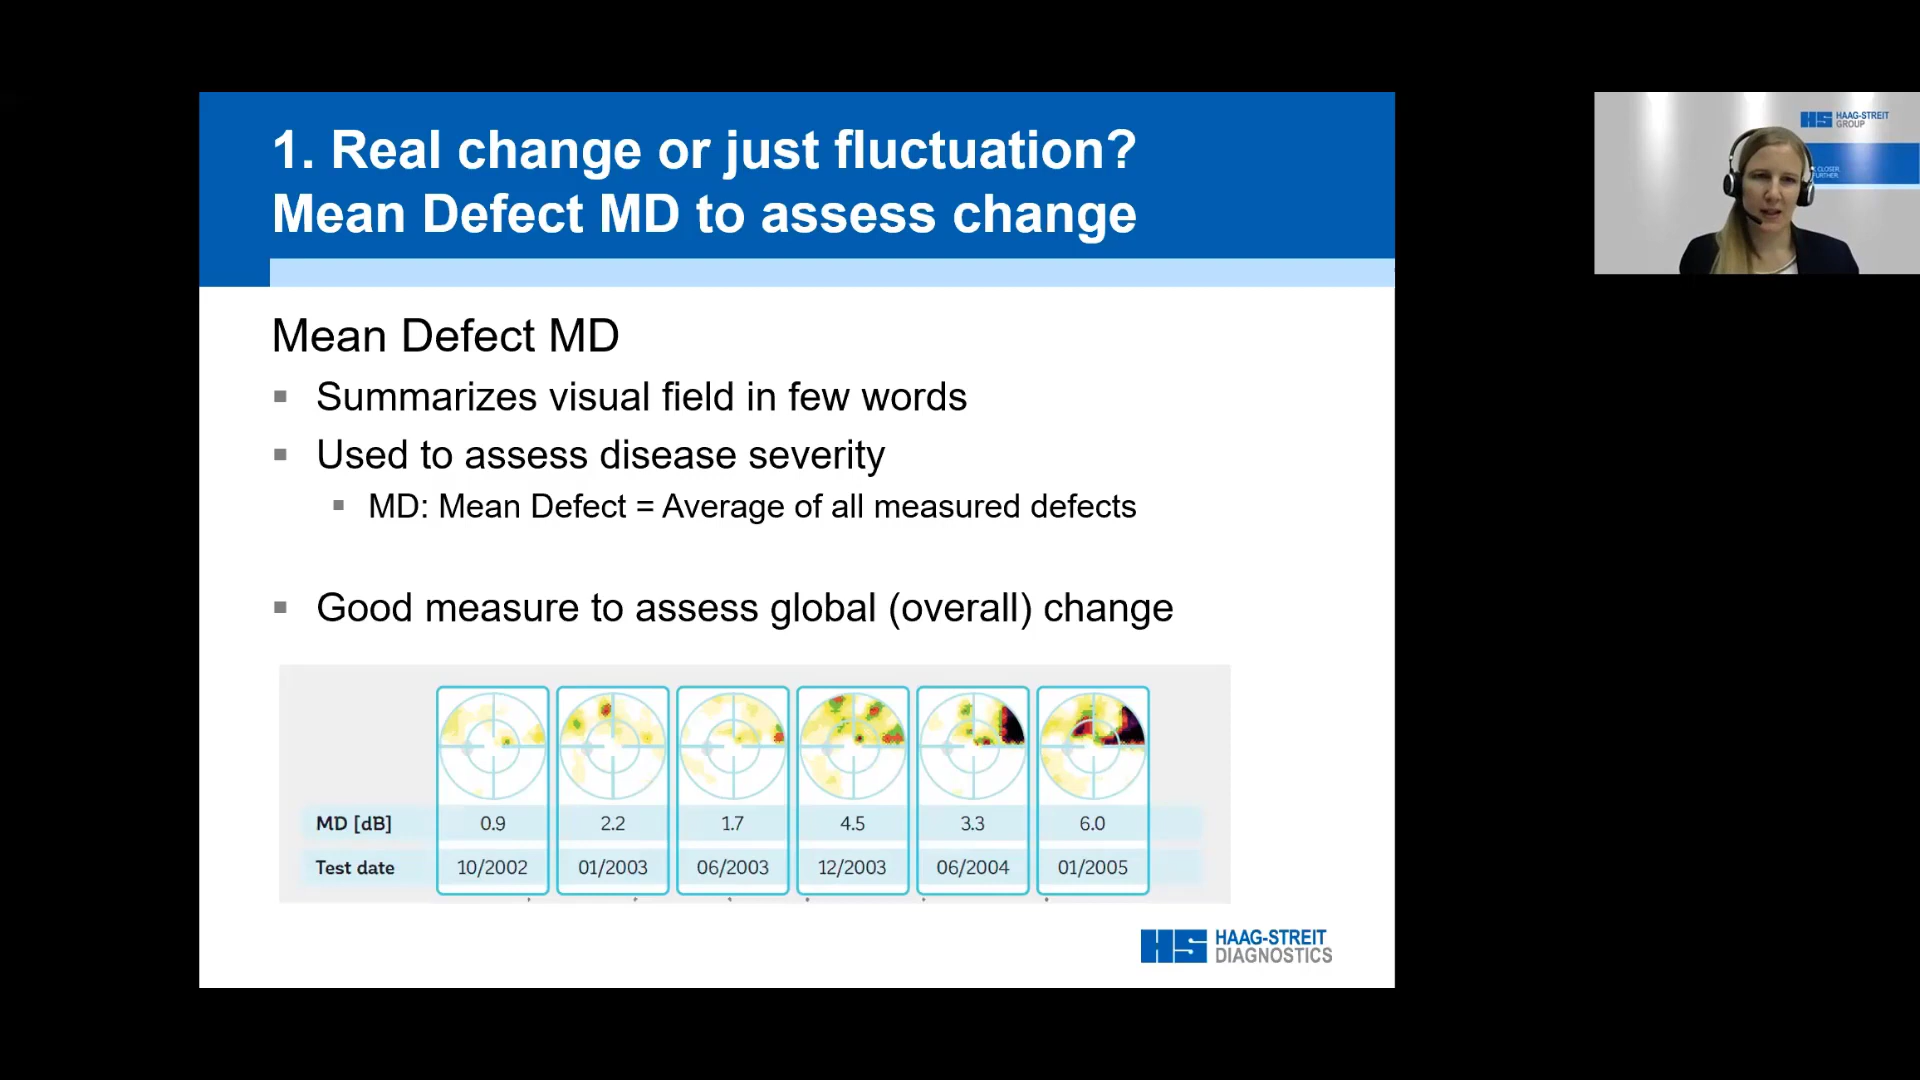 1. Real change or just fluctuation?
Mean Defect MD to assess change
HAAG-STREIT
GROUP
CLOSER
Mean Defect MD
Summarizes visual field in few words
Used to assess disease severity
MD: Mean Defect = Average of all measured defects
Good measure to assess global (overall) change
MD [dB] 0.9 2.2 1.7 4.5 3.3 6.0
Test date 10/2002 01/2003 06/2003 12/2003 06/2004 01/2005
HS HAAG-STREIT
DIAGNOSTICS